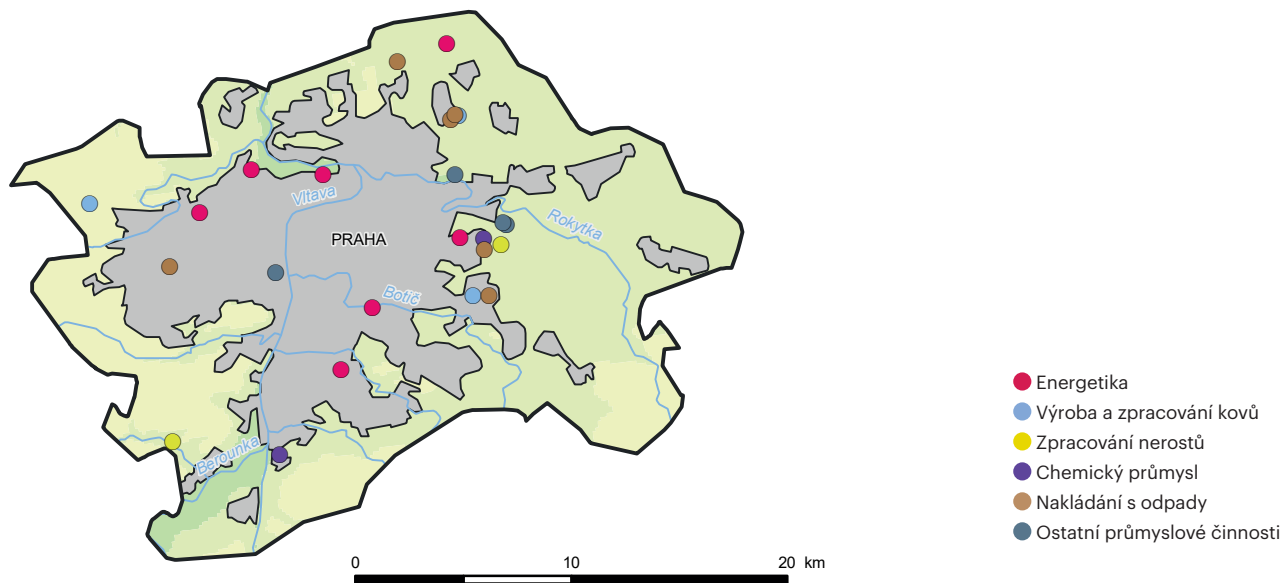 Vltava
PRAHA
Rokytka
Botič
Berounka
0 10 20 km
Energetika
Výroba a zpracování kovů
Zpracování nerostů
Chemický průmysl
Nakládání s odpady
Ostatní průmyslové činnosti